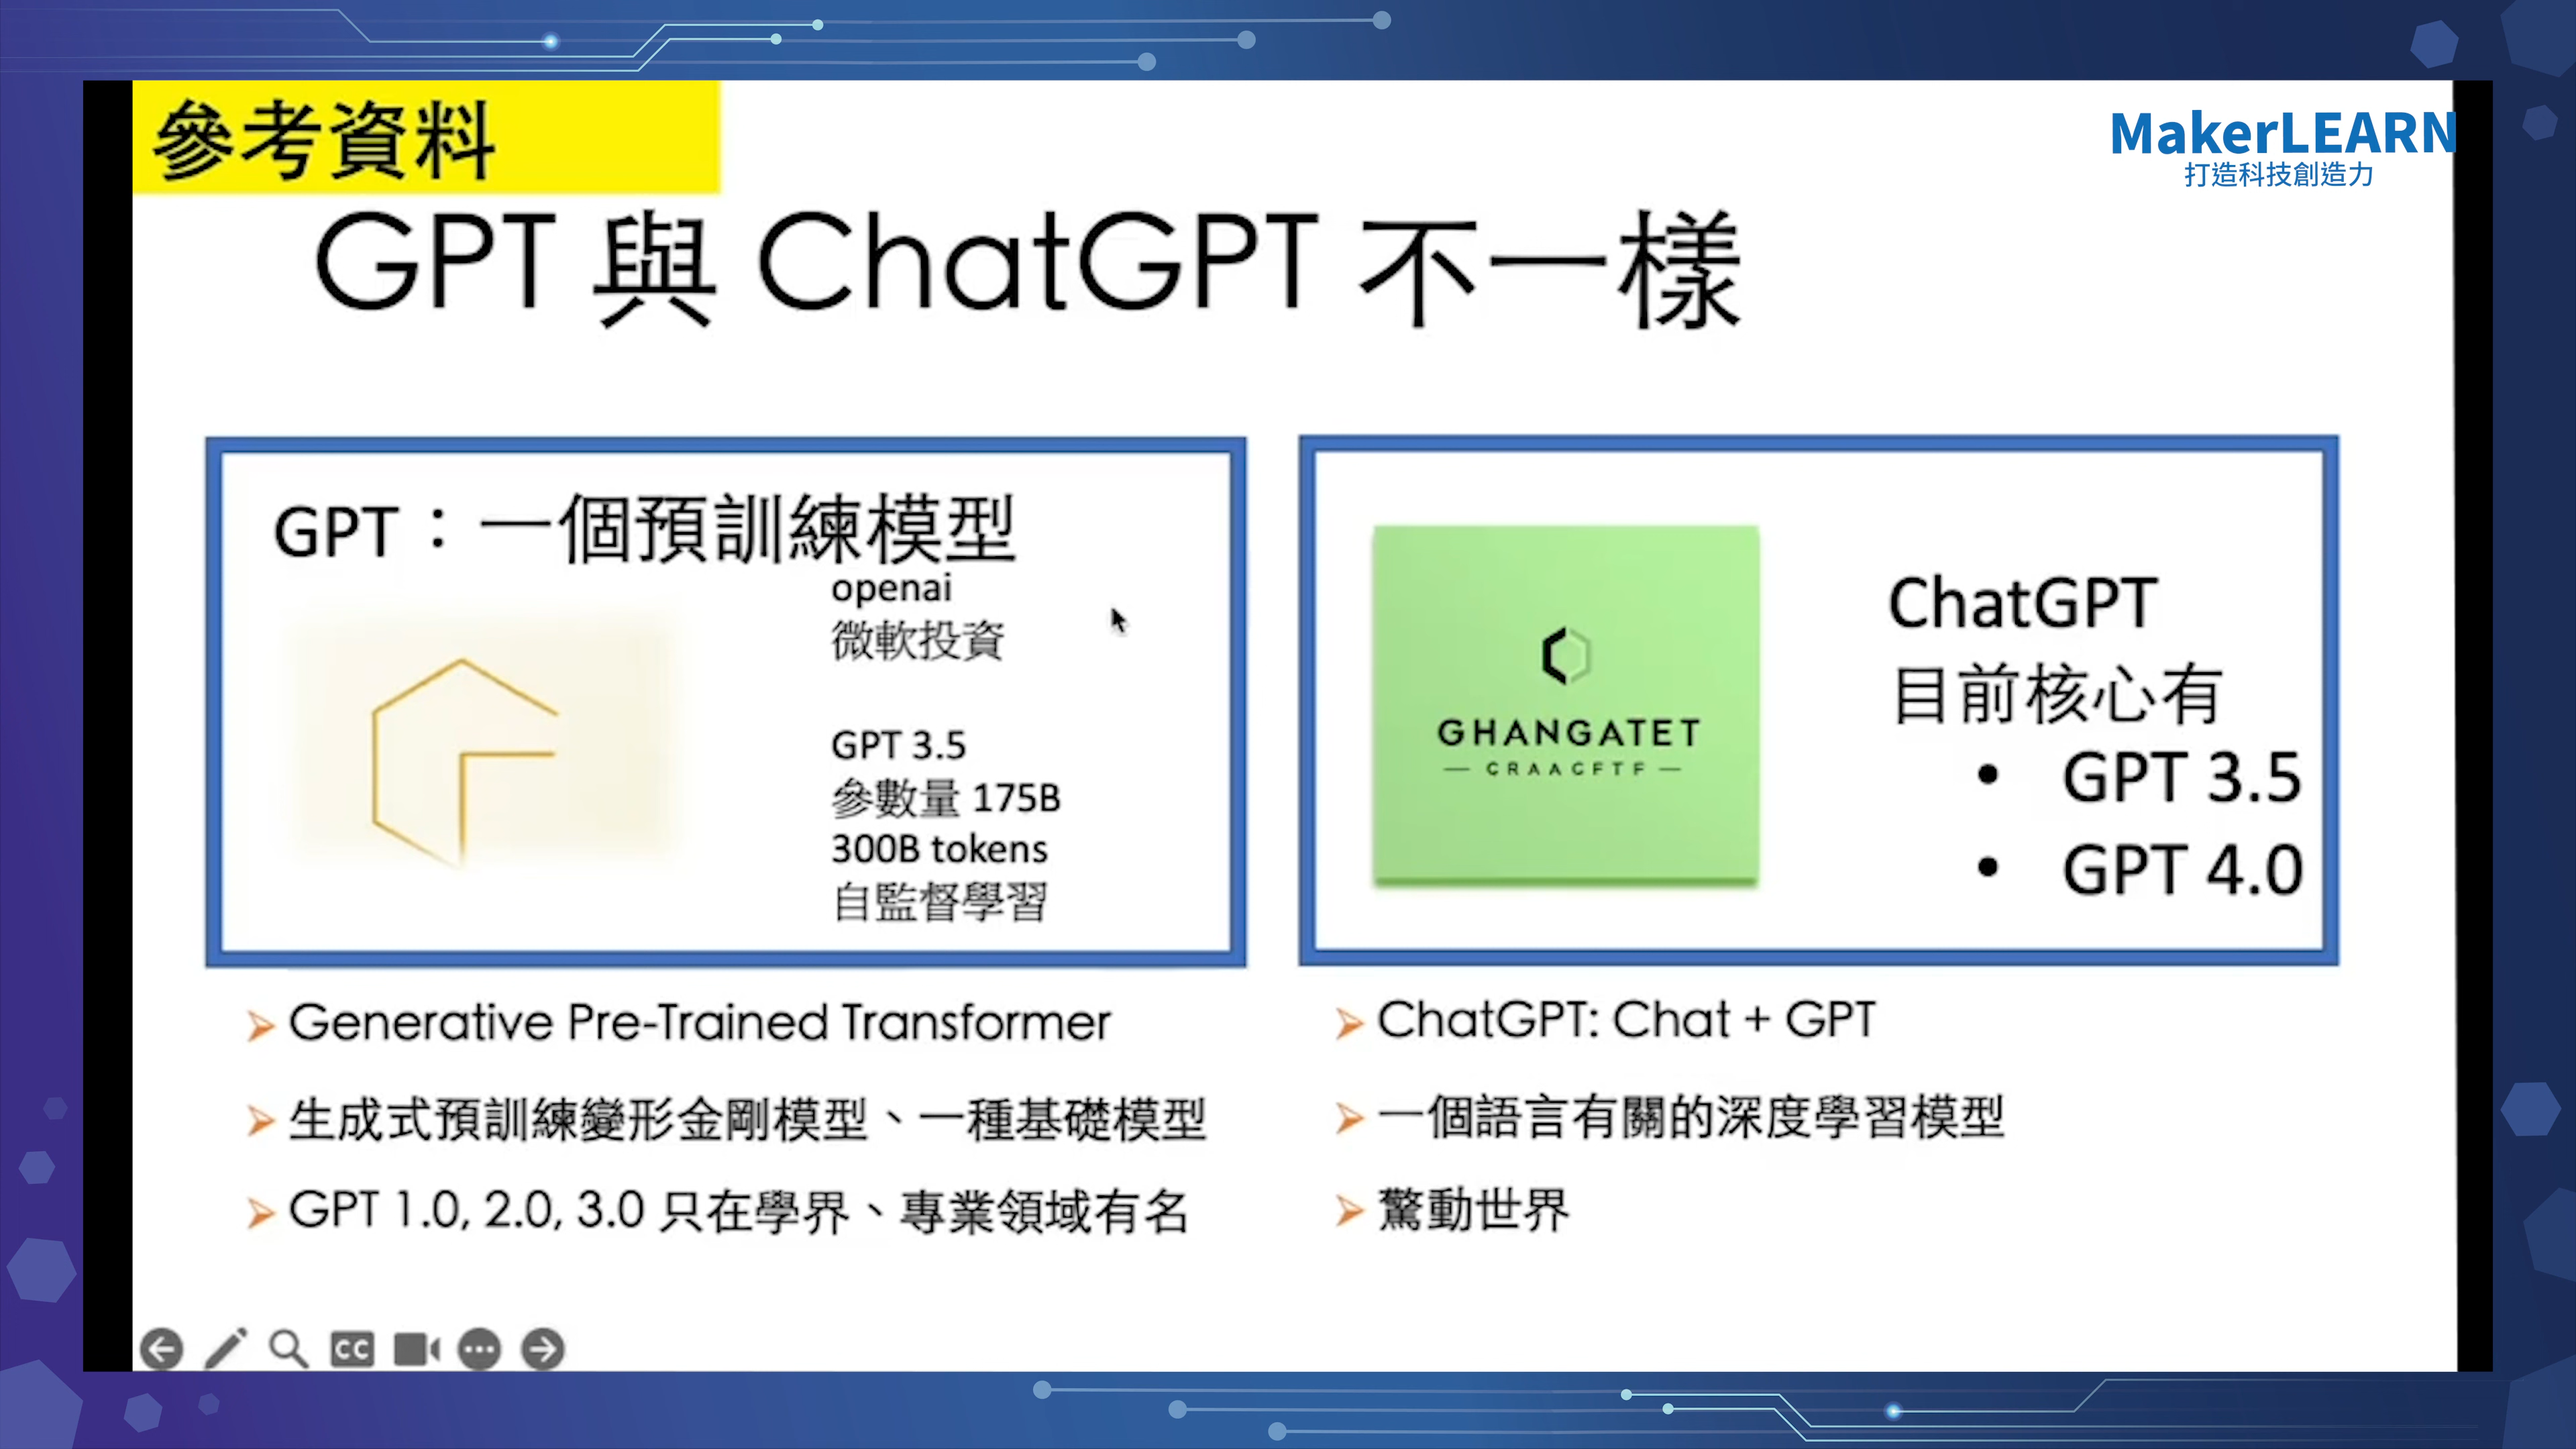 參考資料
MakerLEARN
打造科技創造力
GPT 與 ChatGPT 不一樣
GPT：一個預訓練模型
openai
微軟投資
GPT 3.5
參數量 175B
300B tokens
自監督學習
GHANGATET
CRAACFTF
ChatGPT
目前核心有
• GPT 3.5
• GPT 4.0
Generative Pre-Trained Transformer
生成式預訓練變形金剛模型、一種基礎模型
GPT 1.0, 2.0, 3.0 只在學界、專業領域有名
ChatGPT: Chat + GPT
一個語言有關的深度學習模型
驚動世界
CC